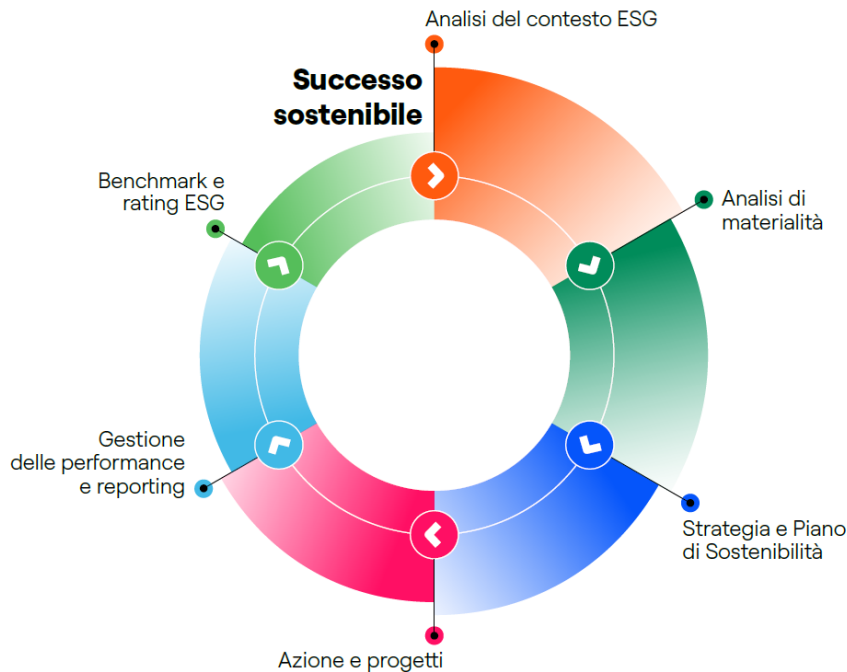 Analisi del contesto ESG
Successo
sostenibile
Analisi di
materialità
Strategia e Piano
di Sostenibilità
Azione e progetti
Gestione
delle performance
e reporting
Benchmark e
rating ESG